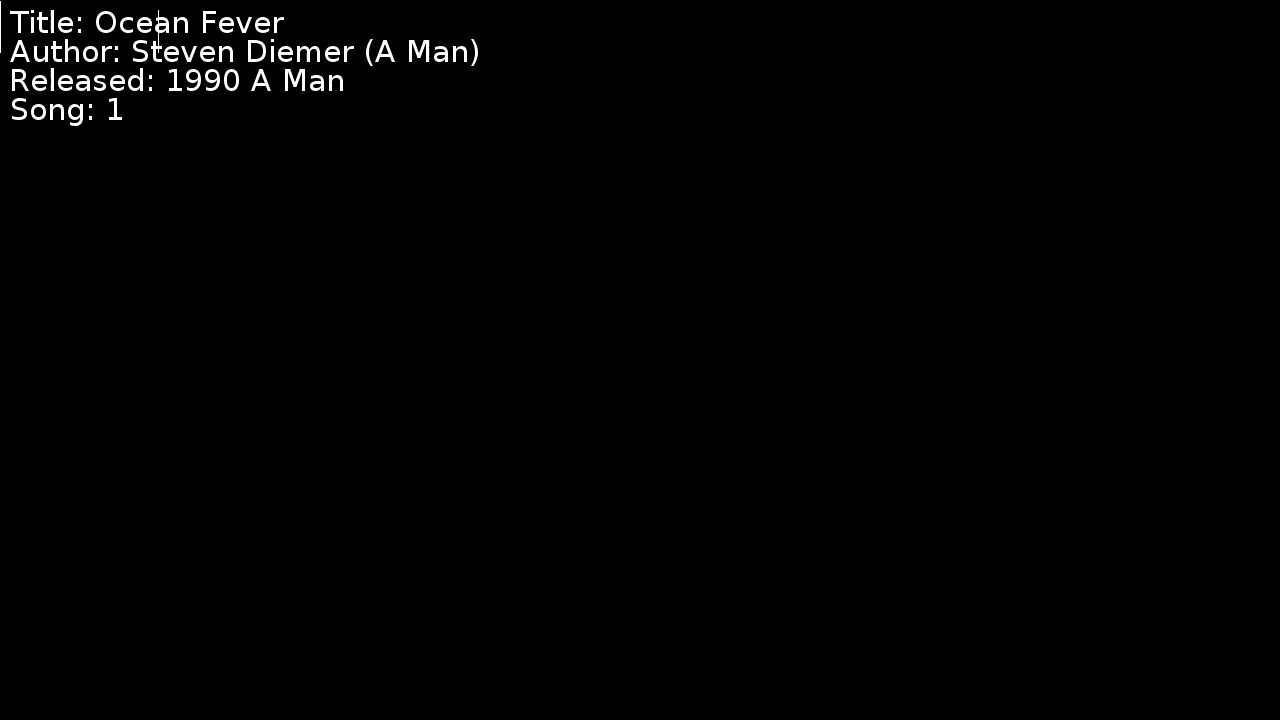 Title: Ocean Fever
Author: Steven Diemer (A Man)
Released: 1990 A Man
Song: 1